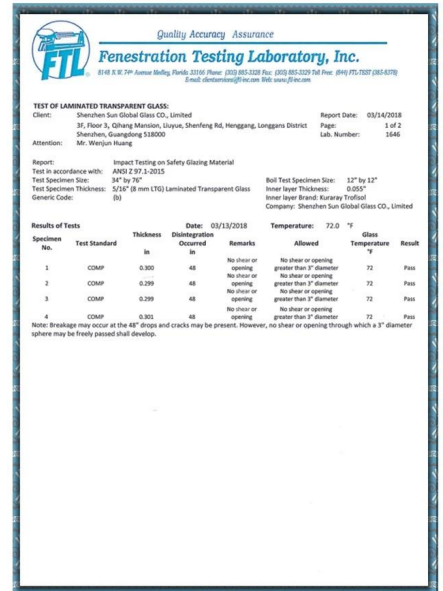 Quality Accuracy Assurance
FTL
Fenestration Testing Laboratory, Inc.
8148 N.W. 74th Avenue Medley, Florida 33166 Phone: (305) 885-3328 Fax: (305) 885-3329 Toll Free: (844) FTL-TEST (385-8378)
E-mail: clientservices@ftl-inc.com Web: www.ftl-inc.com
TEST OF LAMINATED TRANSPARENT GLASS:
Client: Shenzhen Sun Global Glass CO., Limited Report Date: 03/14/2018
3F, Floor 3, Qihang Mansion, Liuyue, Shenfeng Rd, Henggang, Longgans District Page: 1 of 2
Shenzhen, Guangdong 518000 Lab. Number: 1646
Attention: Mr. Wenjun Huang
Report: Impact Testing on Safety Glazing Material
Test in accordance with: ANSI Z 97.1-2015
Test Specimen Size: 34" by 76" Boil Test Specimen Size: 12" by 12"
Test Specimen Thickness: 5/16" (8 mm LTG) Laminated Transparent Glass Inner layer Thickness: 0.055"
Generic Code: (b) Inner layer Brand: Kuraray Trofisol
Company: Shenzhen Sun Global Glass CO., Limited
Results of Tests Date: 03/13/2018 Temperature: 72.0 °F
Specimen No. Test Standard Thickness in Disintegration Occurred in Remarks Allowed Glass Temperature °F Result
1 COMP 0.300 48 No shear or opening No shear or opening greater than 3" diameter 72 Pass
2 COMP 0.299 48 No shear or opening No shear or opening greater than 3" diameter 72 Pass
3 COMP 0.299 48 No shear or opening No shear or opening greater than 3" diameter 72 Pass
4 COMP 0.301 48 No shear or opening No shear or opening greater than 3" diameter 72 Pass
Note: Breakage may occur at the 48" drops and cracks may be present. However, no shear or opening through which a 3" diameter
sphere may be freely passed shall develop.